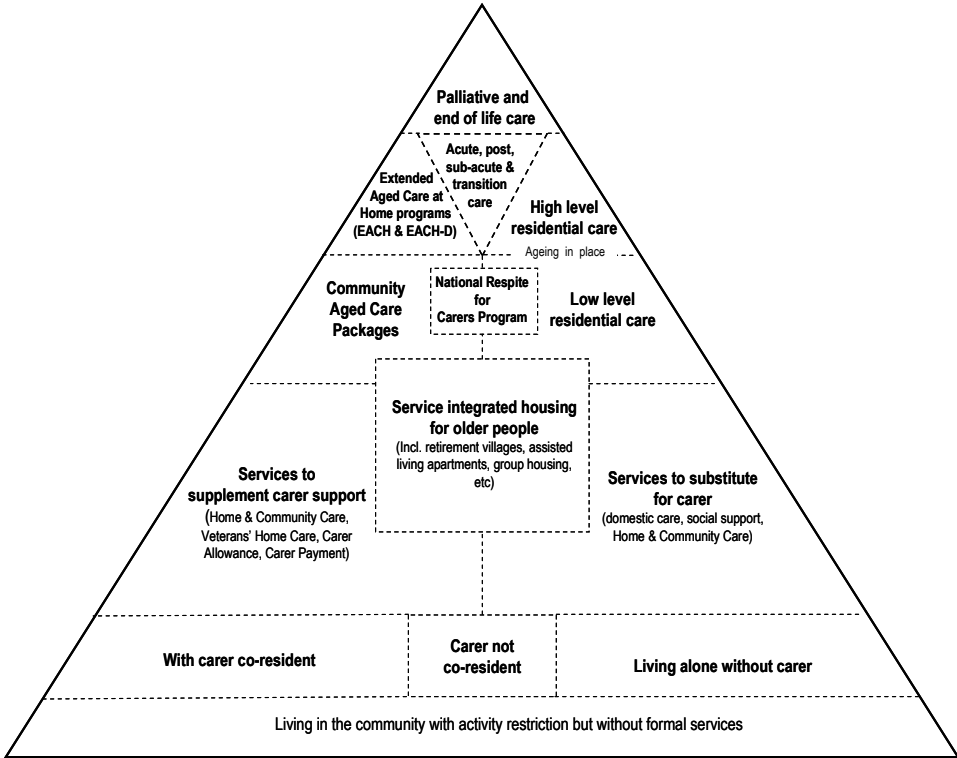 Palliative and
end of life care
Acute, post,
sub-acute &
transition
care
Extended
Aged Care at
Home programs
(EACH & EACH-D)
High level
residential care
Ageing in place
Community
Aged Care
Packages
National Respite
for
Carers Program
Low level
residential care
Service integrated housing
for older people
(Incl. retirement villages, assisted
living apartments, group housing,
etc)
Services to
supplement carer support
(Home & Community Care,
Veterans' Home Care, Carer
Allowance, Carer Payment)
Services to substitute
for carer
(domestic care, social support,
Home & Community Care)
With carer co-resident
Carer not
co-resident
Living alone without carer
Living in the community with activity restriction but without formal services